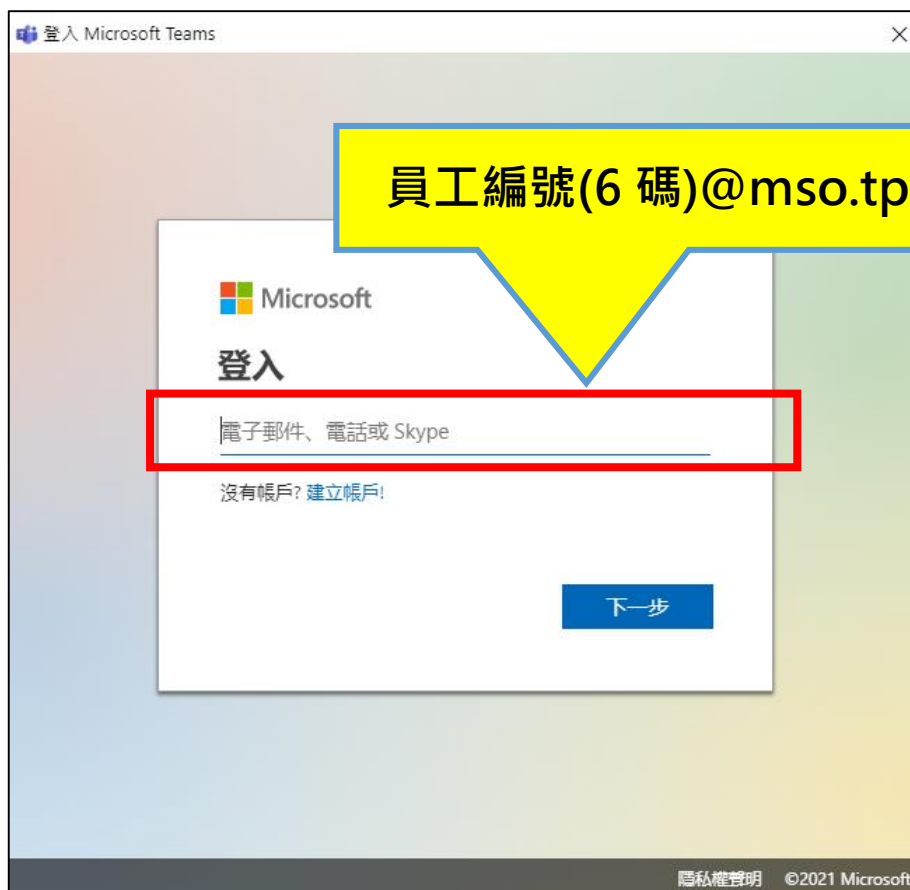 登入 Microsoft Teams
員工編號(6 碼)@mso.tp
Microsoft
登入
電子郵件、電話或 Skype
沒有帳戶? 建立帳戶!
下一步
隱私權聲明 ©2021 Microsoft